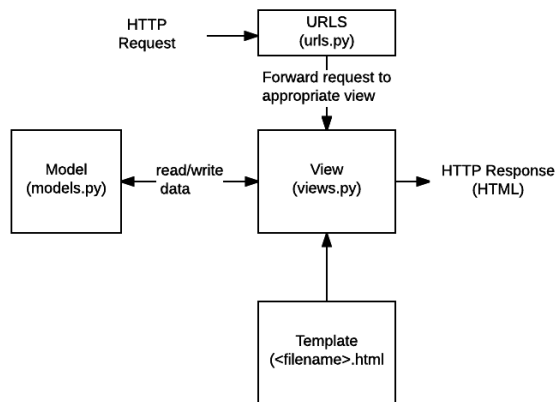 HTTP
Request
URLS
(urls.py)
Forward request to
appropriate view
Model
(models.py)
read/write
data
View
(views.py)
HTTP Response
(HTML)
Template
(<filename>.html